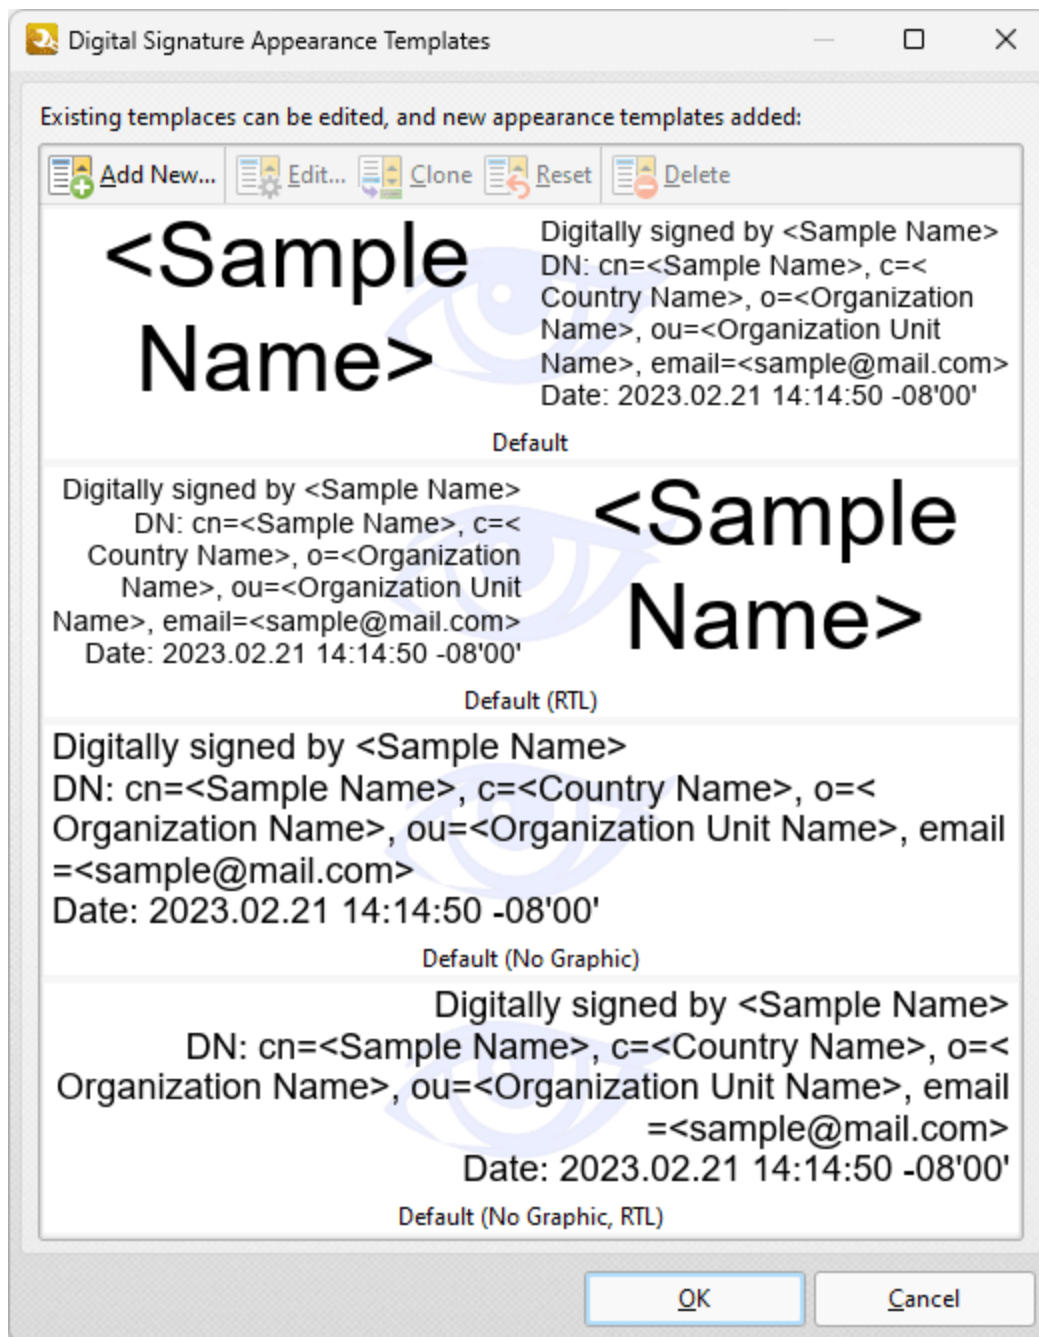 Digital Signature Appearance Templates
Existing templaces can be edited, and new appearance templates added:
Add New... Edit... Clone Reset Delete
<Sample
Name>
Digitally signed by <Sample Name>
DN: cn=<Sample Name>, c=<
Country Name>, o=<Organization
Name>, ou=<Organization Unit
Name>, email=<sample@mail.com>
Date: 2023.02.21 14:14:50 -08'00'
Default
Digitally signed by <Sample Name>
DN: cn=<Sample Name>, c=<
Country Name>, o=<Organization
Name>, ou=<Organization Unit
Name>, email=<sample@mail.com>
Date: 2023.02.21 14:14:50 -08'00'
<Sample
Name>
Default (RTL)
Digitally signed by <Sample Name>
DN: cn=<Sample Name>, c=<Country Name>, o=<
Organization Name>, ou=<Organization Unit Name>, email
=<sample@mail.com>
Date: 2023.02.21 14:14:50 -08'00'
Default (No Graphic)
Digitally signed by <Sample Name>
DN: cn=<Sample Name>, c=<Country Name>, o=<
Organization Name>, ou=<Organization Unit Name>, email
=<sample@mail.com>
Date: 2023.02.21 14:14:50 -08'00'
Default (No Graphic, RTL)
OK Cancel